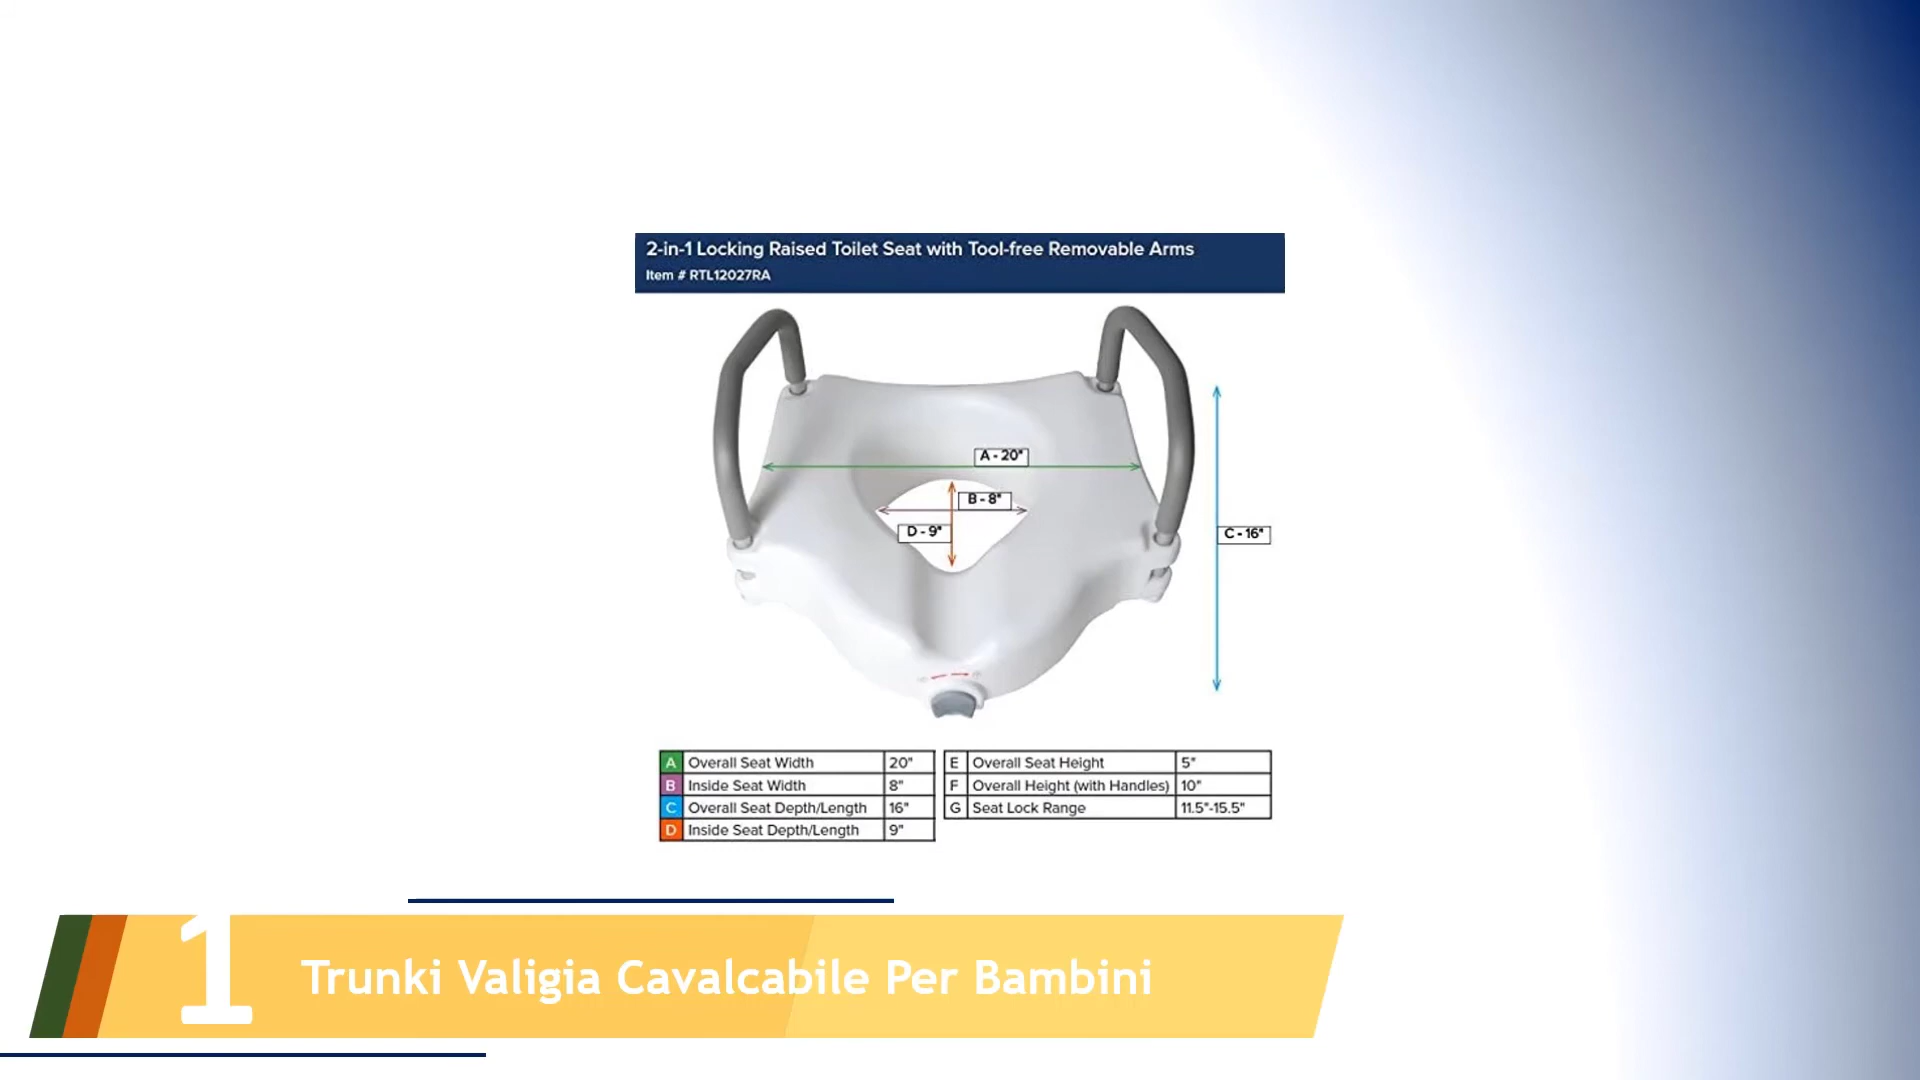 2-in-1 Locking Raised Toilet Seat with Tool-free Removable Arms
Item # RTL12027RA
A - 20"
B - 8"
D - 9"
C - 16"
A Overall Seat Width 20"
B Inside Seat Width 8"
C Overall Seat Depth/Length 16"
D Inside Seat Depth/Length 9"
E Overall Seat Height 5"
F Overall Height (with Handles) 10"
G Seat Lock Range 11.5"-15.5"
1 Trunki Valigia Cavalcabile Per Bambini